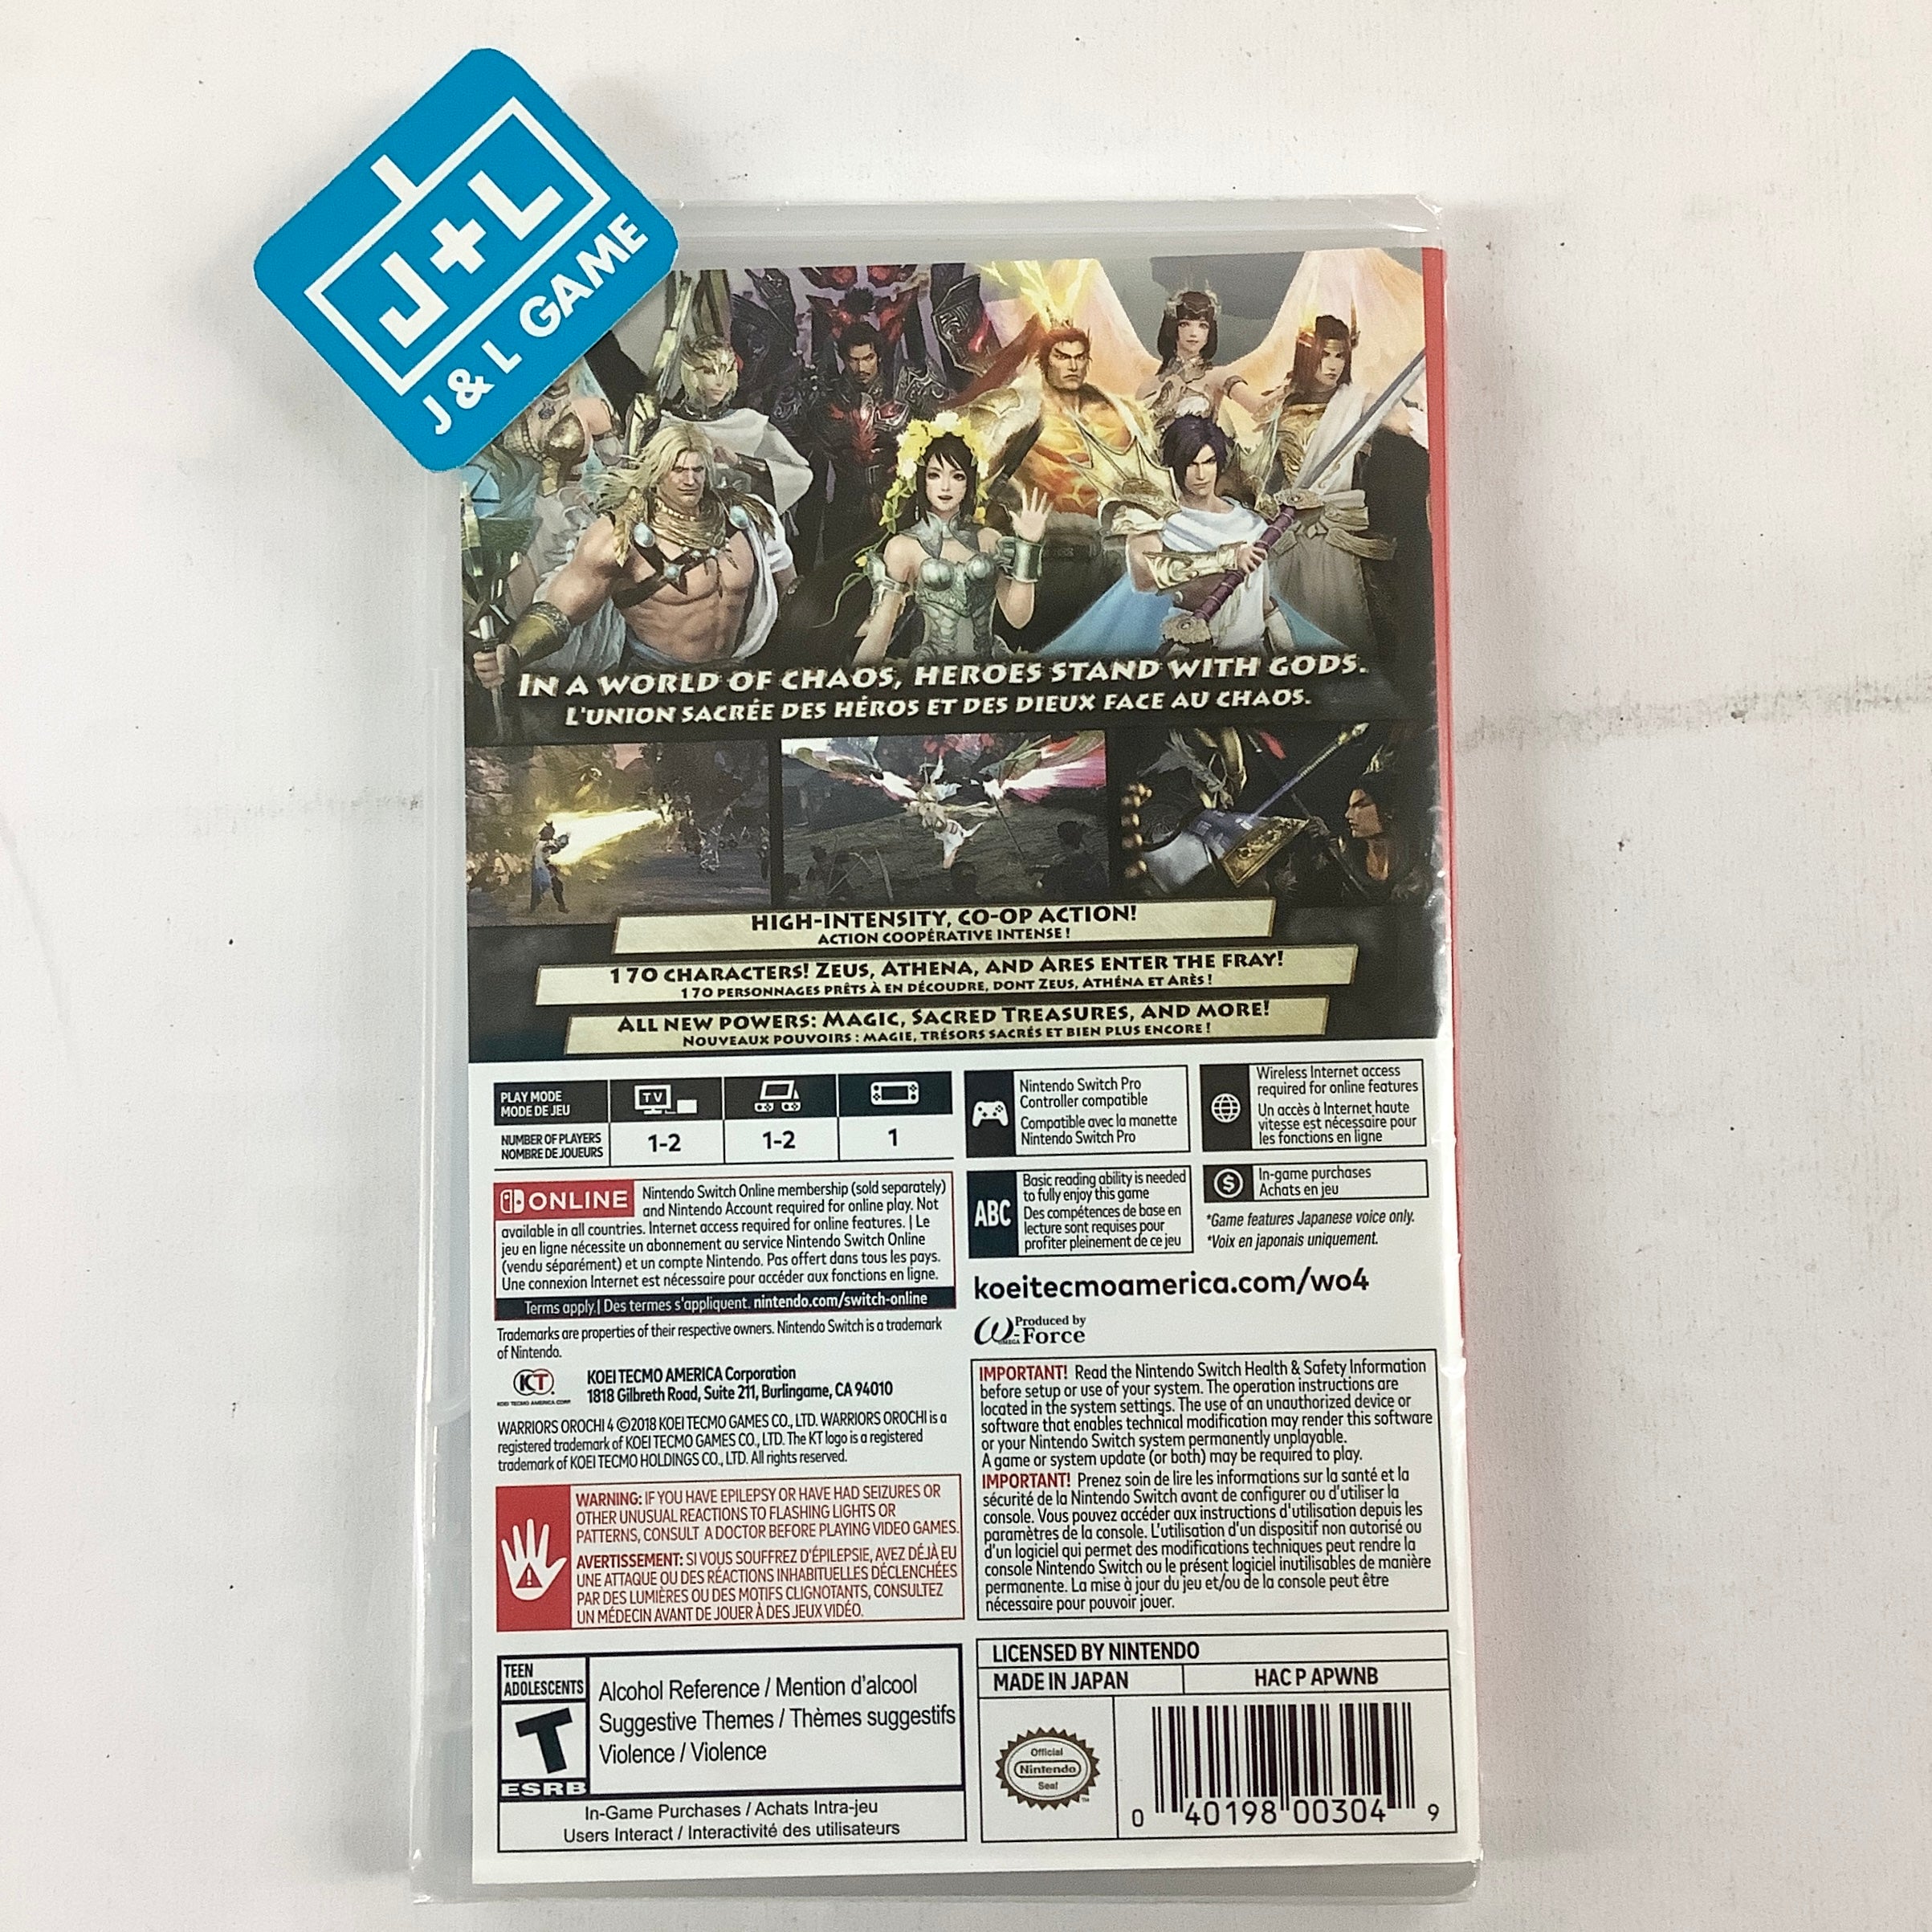 J+L
J & L GAME
IN A WORLD OF CHAOS, HEROES STAND WITH GODS.
L'UNION SACRÉE DES HÉROS ET DES DIEUX FACE AU CHAOS.
HIGH-INTENSITY, CO-OP ACTION!
ACTION COOPÉRATIVE INTENSE !
170 CHARACTERS! ZEUS, ATHENA, AND ARES ENTER THE FRAY!
170 PERSONNAGES PRÊTS À EN DÉCOUDRE, DONT ZEUS, ATHÉNA ET ARÈS !
ALL NEW POWERS: MAGIC, SACRED TREASURES, AND MORE!
NOUVEAUX POUVOIRS : MAGIE, TRÉSORS SACRÉS ET BIEN PLUS ENCORE !
PLAY MODE
MODE DE JEU
TV
NUMBER OF PLAYERS
NOMBRE DE JOUEURS
1-2
1-2
1
Nintendo Switch Pro
Controller compatible
Compatible avec la manette
Nintendo Switch Pro
Wireless Internet access
required for online features
Un accès à Internet haute
vitesse est nécessaire pour
les fonctions en ligne
ABC
Basic reading ability is needed
to fully enjoy this game
Des compétences de base en
lecture sont requises pour
profiter pleinement de ce jeu
$
In-game purchases
Achats en jeu
*Game features Japanese voice only.
*Voix en japonais uniquement.
ONLINE
Nintendo Switch Online membership (sold separately)
and Nintendo Account required for online play. Not
available in all countries. Internet access required for online features. | Le
jeu en ligne nécessite un abonnement au service Nintendo Switch Online
(vendu séparément) et un compte Nintendo. Pas offert dans tous les pays.
Une connexion Internet est nécessaire pour accéder aux fonctions en ligne.
Terms apply.| Des termes s'appliquent. nintendo.com/switch-online
Trademarks are properties of their respective owners. Nintendo Switch is a trademark
of Nintendo.
koeitecmoamerica.com/wo4
Produced by
ω-Force
OMEGA
KT
KOEI TECMO AMERICA CORP.
KOEI TECMO AMERICA Corporation
1818 Gilbreth Road, Suite 211, Burlingame, CA 94010
WARRIORS OROCHI 4 ©2018 KOEI TECMO GAMES CO., LTD. WARRIORS OROCHI is a
registered trademark of KOEI TECMO GAMES CO., LTD. The KT logo is a registered
trademark of KOEI TECMO HOLDINGS CO., LTD. All rights reserved.
WARNING: IF YOU HAVE EPILEPSY OR HAVE HAD SEIZURES OR
OTHER UNUSUAL REACTIONS TO FLASHING LIGHTS OR
PATTERNS, CONSULT A DOCTOR BEFORE PLAYING VIDEO GAMES.
AVERTISSEMENT: SI VOUS SOUFFREZ D'ÉPILEPSIE, AVEZ DÉJÀ EU
UNE ATTAQUE OU DES RÉACTIONS INHABITUELLES DÉCLENCHÉES
PAR DES LUMIÈRES OU DES MOTIFS CLIGNOTANTS, CONSULTEZ
UN MÉDECIN AVANT DE JOUER À DES JEUX VIDÉO.
IMPORTANT! Read the Nintendo Switch Health & Safety Information
before setup or use of your system. The operation instructions are
located in the system settings. The use of an unauthorized device or
software that enables technical modification may render this software
or your Nintendo Switch system permanently unplayable.
A game or system update (or both) may be required to play.
IMPORTANT! Prenez soin de lire les informations sur la santé et la
sécurité de la Nintendo Switch avant de configurer ou d'utiliser la
console. Vous pouvez accéder aux instructions d'utilisation depuis les
paramètres de la console. L'utilisation d'un dispositif non autorisé ou
d'un logiciel qui permet des modifications techniques peut rendre la
console Nintendo Switch ou le présent logiciel inutilisables de manière
permanente. La mise à jour du jeu et/ou de la console peut être
nécessaire pour pouvoir jouer.
TEEN
ADOLESCENTS
T
ESRB
Alcohol Reference / Mention d'alcool
Suggestive Themes / Thèmes suggestifs
Violence / Violence
In-Game Purchases / Achats Intra-jeu
Users Interact / Interactivité des utilisateurs
LICENSED BY NINTENDO
MADE IN JAPAN
HAC P APWNB
Official
Nintendo
Seal
TM
0 40198 00304 9